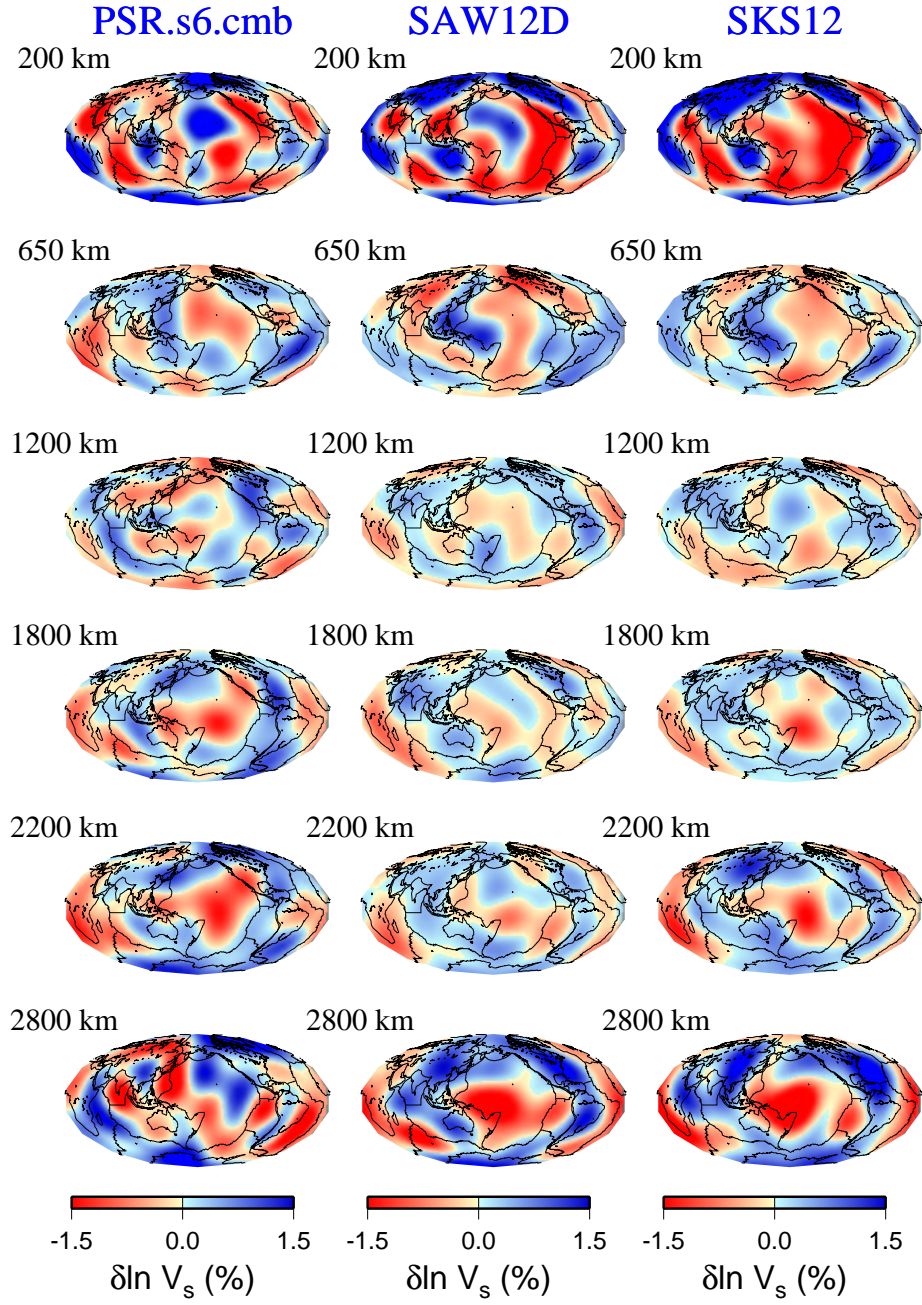 PSR.s6.cmb SAW12D SKS12
200 km 200 km 200 km
650 km 650 km 650 km
1200 km 1200 km 1200 km
1800 km 1800 km 1800 km
2200 km 2200 km 2200 km
2800 km 2800 km 2800 km
-1.5 0.0 1.5 -1.5 0.0 1.5 -1.5 0.0 1.5
δln V_s (%) δln V_s (%) δln V_s (%)